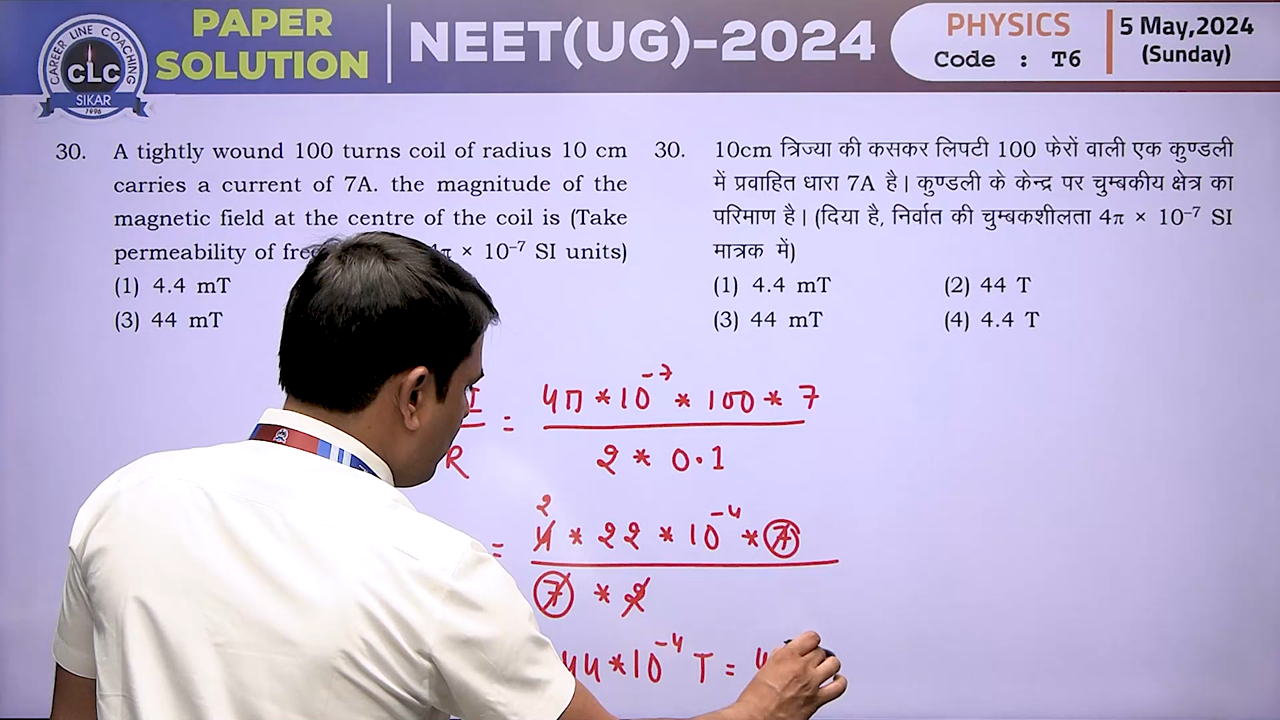 CAREER LINE COACHING
CLC
SIKAR
1996
PAPER
SOLUTION
NEET(UG)-2024
PHYSICS
Code : T6
5 May,2024
(Sunday)
30. A tightly wound 100 turns coil of radius 10 cm
carries a current of 7A. the magnitude of the
magnetic field at the centre of the coil is (Take
permeability of π × 10⁻⁷ SI units)
(1) 4.4 mT
(3) 44 mT
30. 10cm त्रिज्या की कसकर लिपटी 100 फेरों वाली एक कुण्डली
में प्रवाहित धारा 7A है। कुण्डली के केन्द्र पर चुम्बकीय क्षेत्र का
परिमाण है। (दिया है, निर्वात की चुम्बकशीलता 4π × 10⁻⁷ SI
मात्रक में)
(1) 4.4 mT (2) 44 T
(3) 44 mT (4) 4.4 T
I = 4π * 10⁻⁷ * 100 * 7
R 2 * 0.1
2
= 4 * 22 * 10⁻⁴ * 7
7 * 2
44 * 10⁻⁴ T = 4